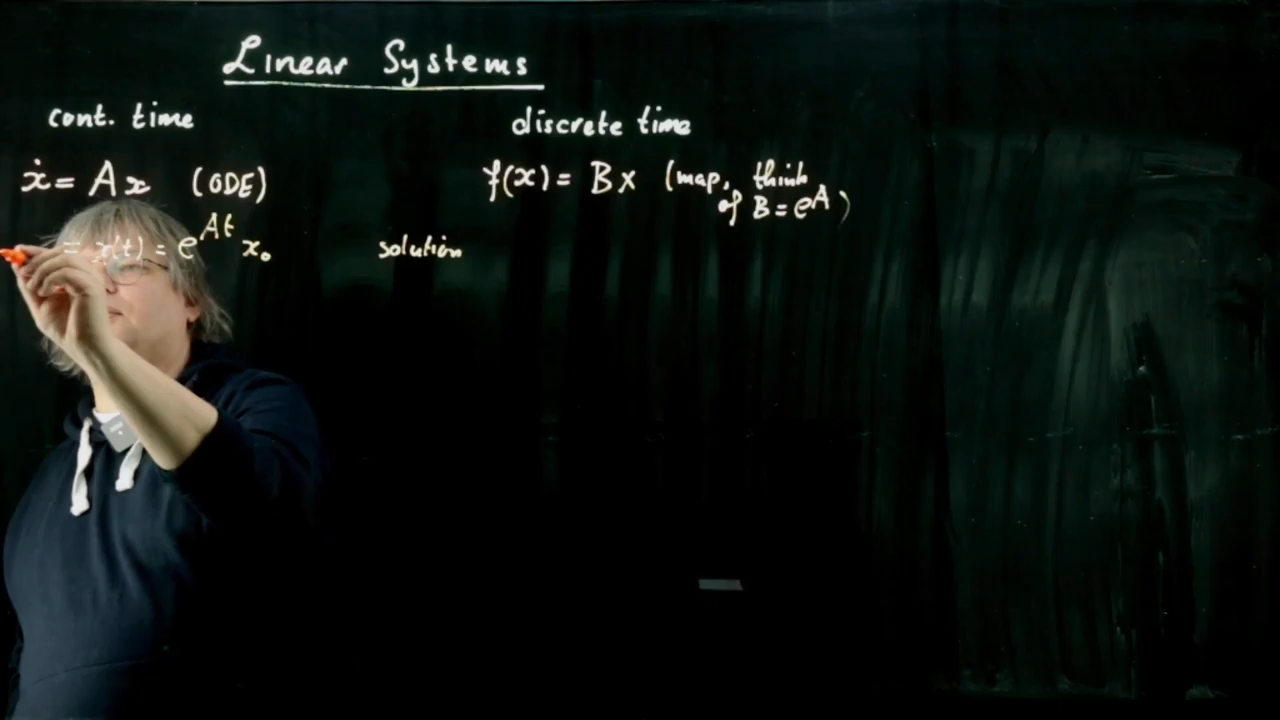 Linear Systems
cont. time
discrete time
ẋ = Ax (ODE)
f(x) = Bx (map, think
of B = e^A)
= x(t) = e^{At} x₀ solution